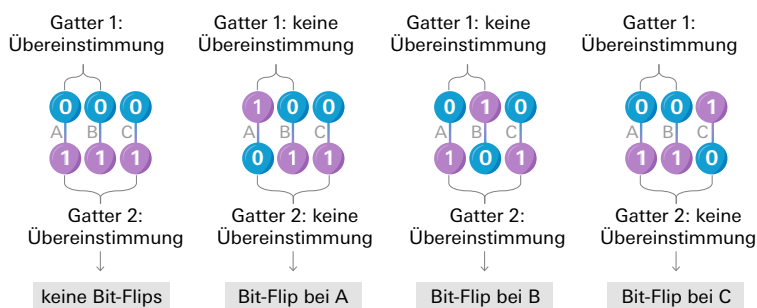 Gatter 1:
Übereinstimmung
0 0 0
A B C
1 1 1
Gatter 2:
Übereinstimmung
keine Bit-Flips
Gatter 1: keine
Übereinstimmung
1 0 0
A B C
0 1 1
Gatter 2: keine
Übereinstimmung
Bit-Flip bei A
Gatter 1: keine
Übereinstimmung
0 1 0
A B C
1 0 1
Gatter 2:
Übereinstimmung
Bit-Flip bei B
Gatter 1:
Übereinstimmung
0 0 1
A B C
1 1 0
Gatter 2: keine
Übereinstimmung
Bit-Flip bei C